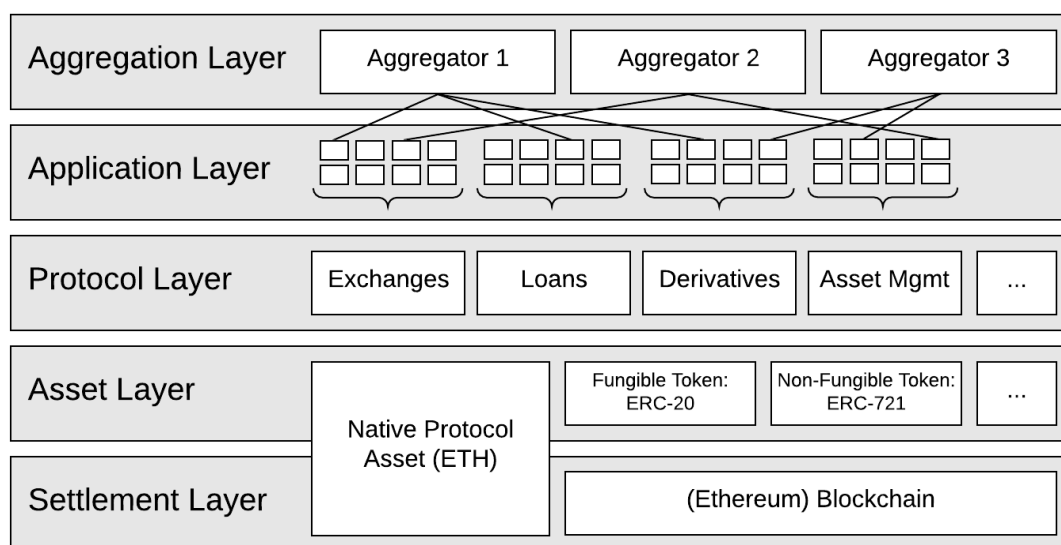 Aggregation Layer
Aggregator 1
Aggregator 2
Aggregator 3
Application Layer
Protocol Layer
Exchanges
Loans
Derivatives
Asset Mgmt
...
Asset Layer
Native Protocol
Asset (ETH)
Fungible Token:
ERC-20
Non-Fungible Token:
ERC-721
...
Settlement Layer
(Ethereum) Blockchain